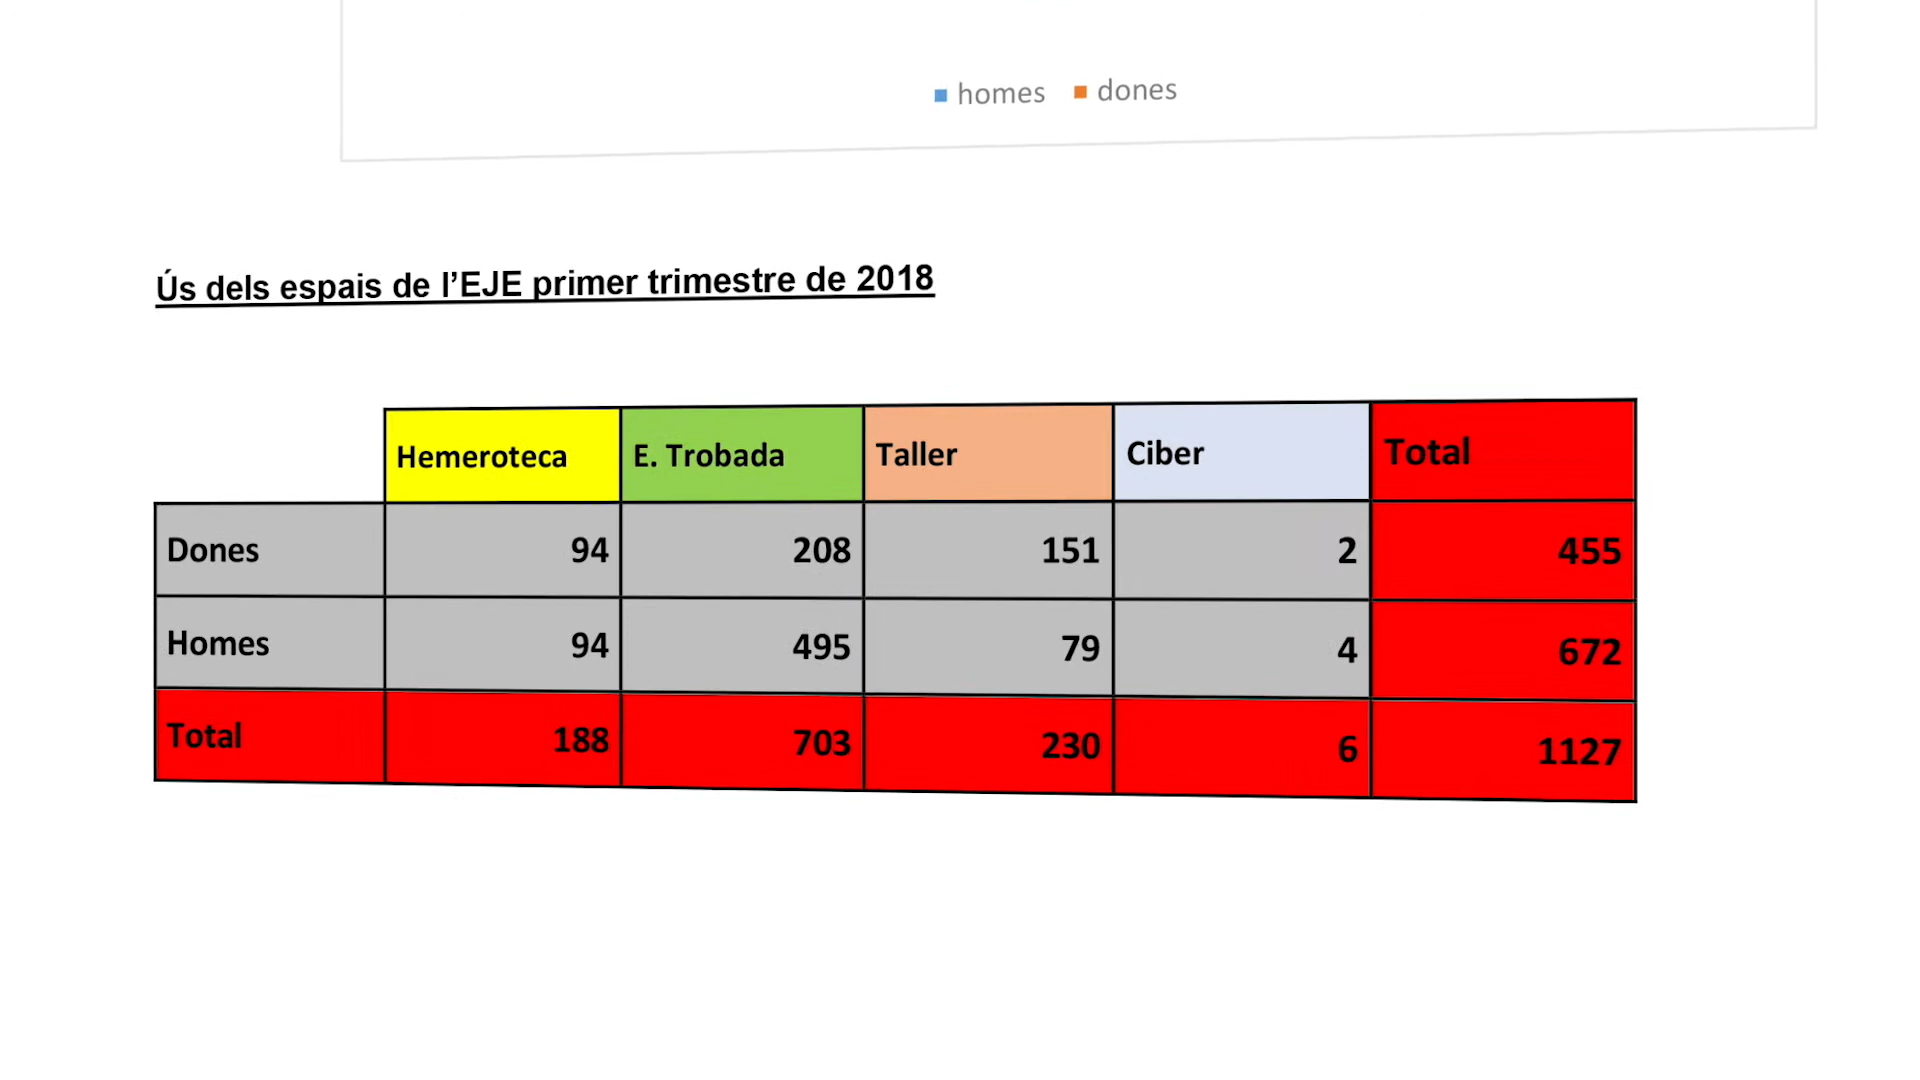 homes dones
Ús dels espais de l’EJE primer trimestre de 2018
Hemeroteca E. Trobada Taller Ciber Total
Dones 94 208 151 2 455
Homes 94 495 79 4 672
Total 188 703 230 6 1127